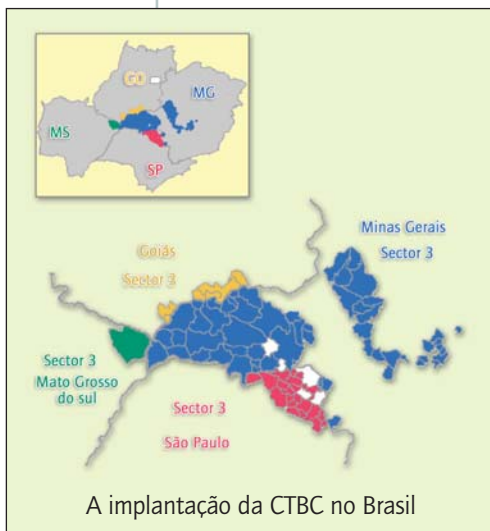 GO
MG
MS
SP
Minas Gerais
Sector 3
Goiás
Sector 3
Sector 3
Mato Grosso
do sul
Sector 3
São Paulo
A implantação da CTBC no Brasil